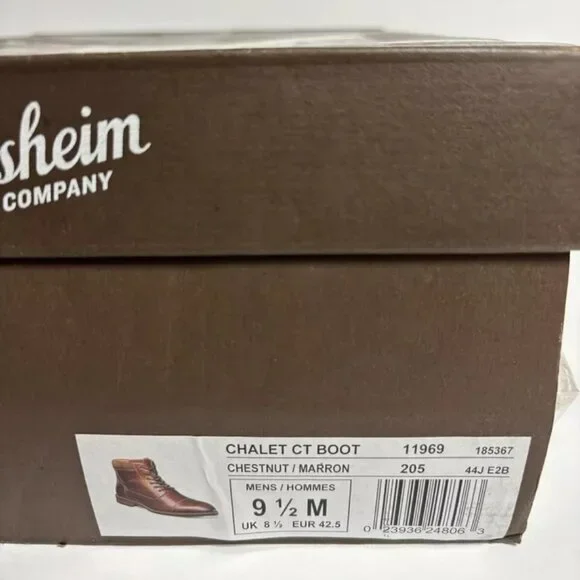 sheim
COMPANY
CHALET CT BOOT 11969 185367
CHESTNUT / MARRON 205 44J E2B
MENS / HOMMES
9 ½ M
UK 8 ½ EUR 42.5
0 23936 24806 3